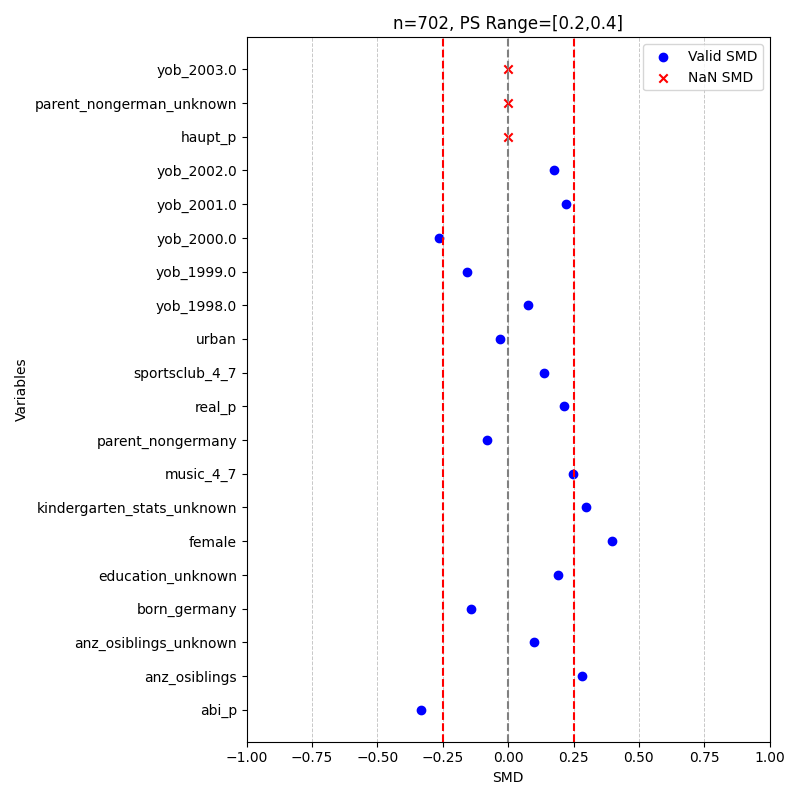 n=702, PS Range=[0.2,0.4]
Valid SMD
NaN SMD
yob_2003.0
parent_nongerman_unknown
haupt_p
yob_2002.0
yob_2001.0
yob_2000.0
yob_1999.0
yob_1998.0
urban
sportsclub_4_7
real_p
parent_nongermany
music_4_7
kindergarten_stats_unknown
female
education_unknown
born_germany
anz_osiblings_unknown
anz_osiblings
abi_p
Variables
−1.00 −0.75 −0.50 −0.25 0.00 0.25 0.50 0.75 1.00
SMD